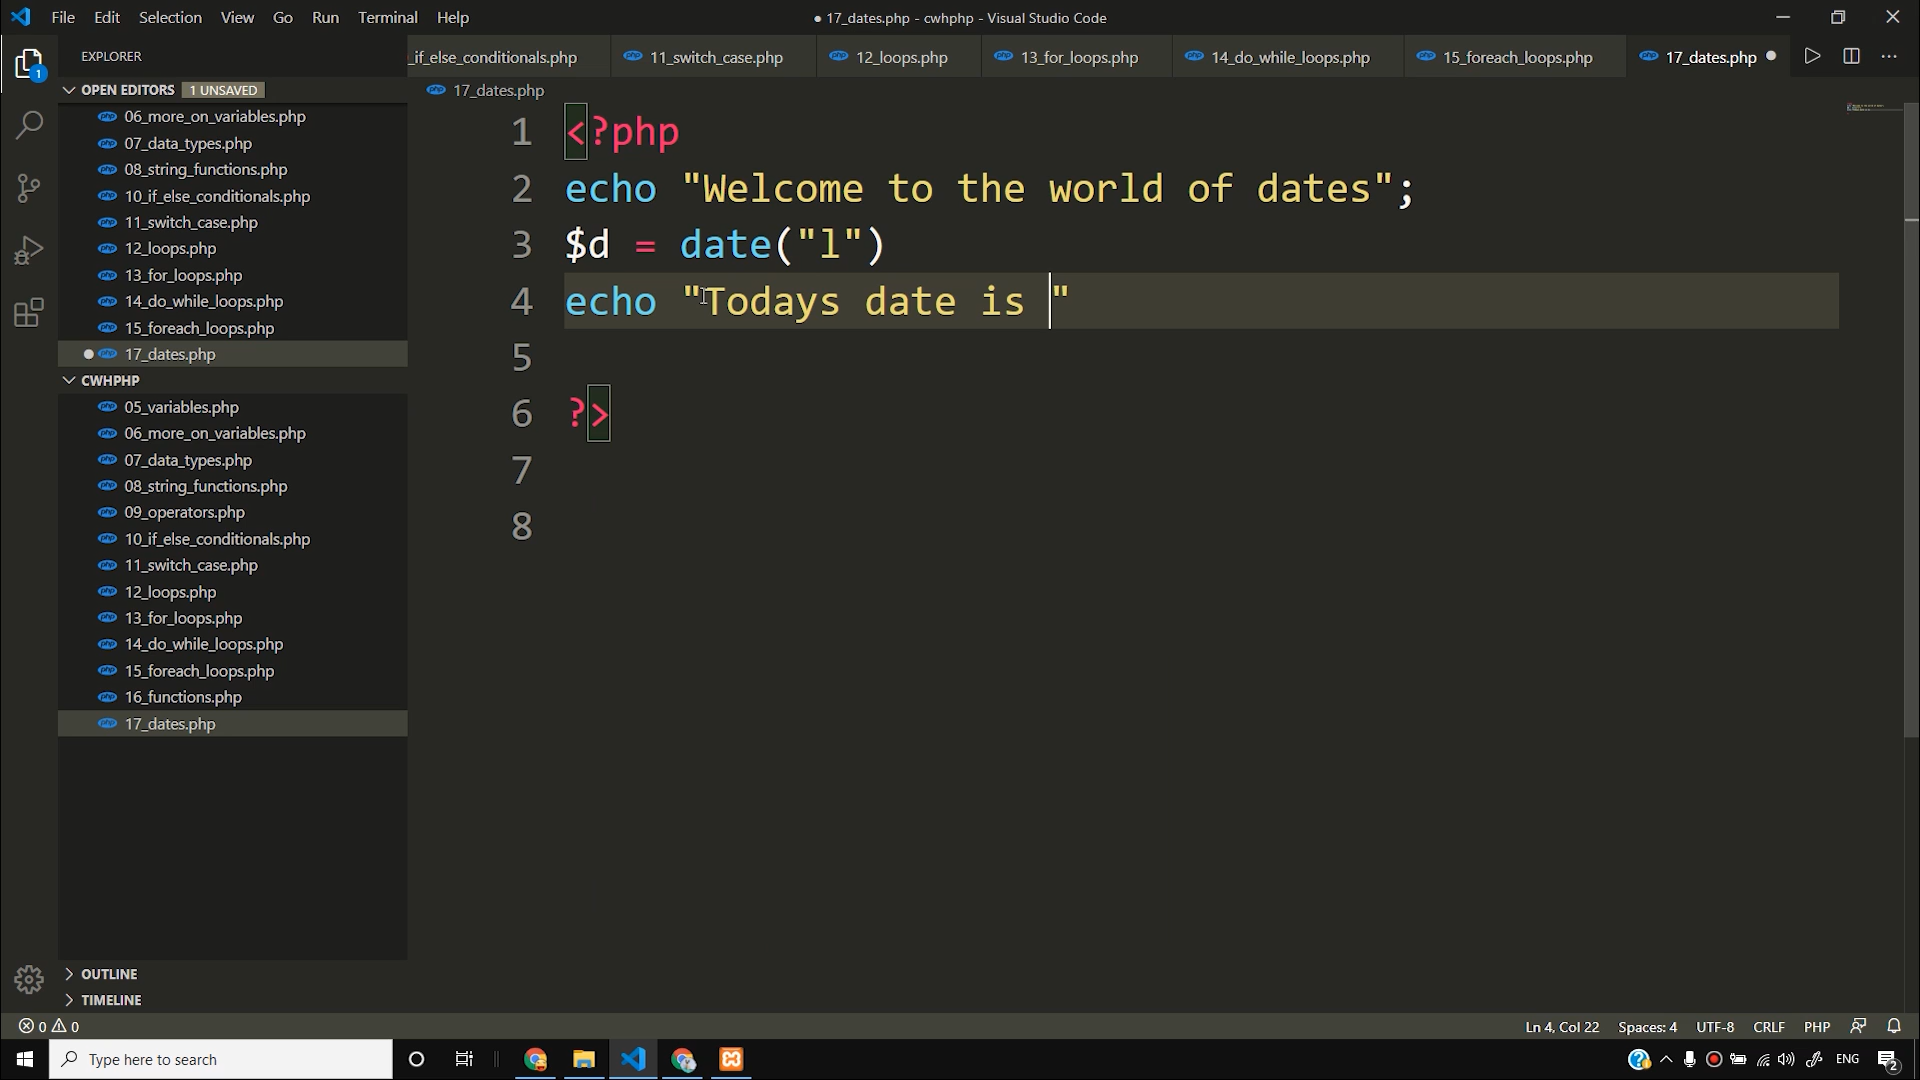 File Edit Selection View Go Run Terminal Help
● 17_dates.php - cwhphp - Visual Studio Code
EXPLORER
_if_else_conditionals.php 11_switch_case.php 12_loops.php 13_for_loops.php 14_do_while_loops.php 15_foreach_loops.php 17_dates.php
1
OPEN EDITORS 1 UNSAVED
06_more_on_variables.php
07_data_types.php
08_string_functions.php
10_if_else_conditionals.php
11_switch_case.php
12_loops.php
13_for_loops.php
14_do_while_loops.php
15_foreach_loops.php
17_dates.php
CWHPHP
05_variables.php
06_more_on_variables.php
07_data_types.php
08_string_functions.php
09_operators.php
10_if_else_conditionals.php
11_switch_case.php
12_loops.php
13_for_loops.php
14_do_while_loops.php
15_foreach_loops.php
16_functions.php
17_dates.php
OUTLINE
TIMELINE
17_dates.php
1 <?php
2 echo "Welcome to the world of dates";
3 $d = date("l")
4 echo "Todays date is "
5
6 ?>
7
8
0 0
Ln 4, Col 22 Spaces: 4 UTF-8 CRLF PHP
Type here to search
ENG
2